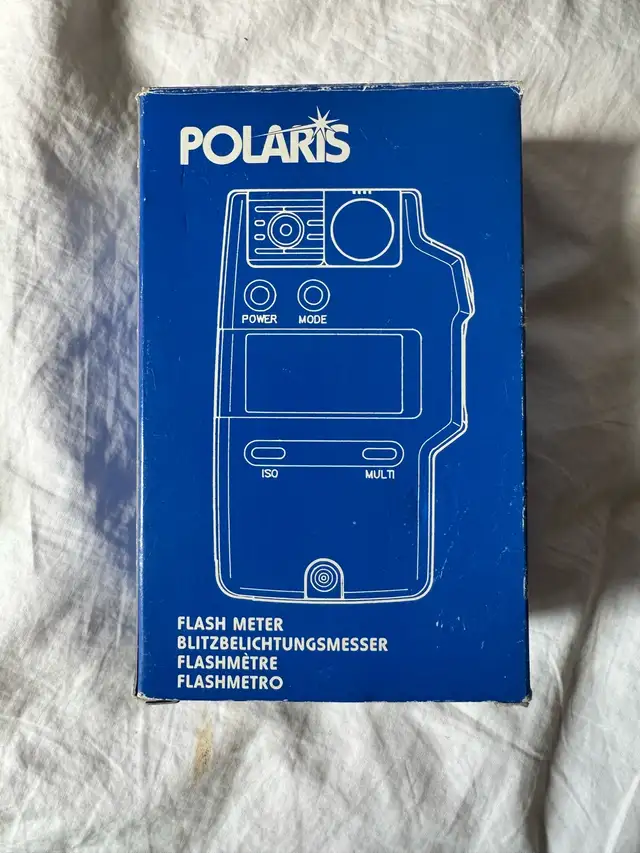 POLARIS
POWER MODE
ISO MULTI
FLASH METER
BLITZBELICHTUNGSMESSER
FLASHMÈTRE
FLASHMETRO